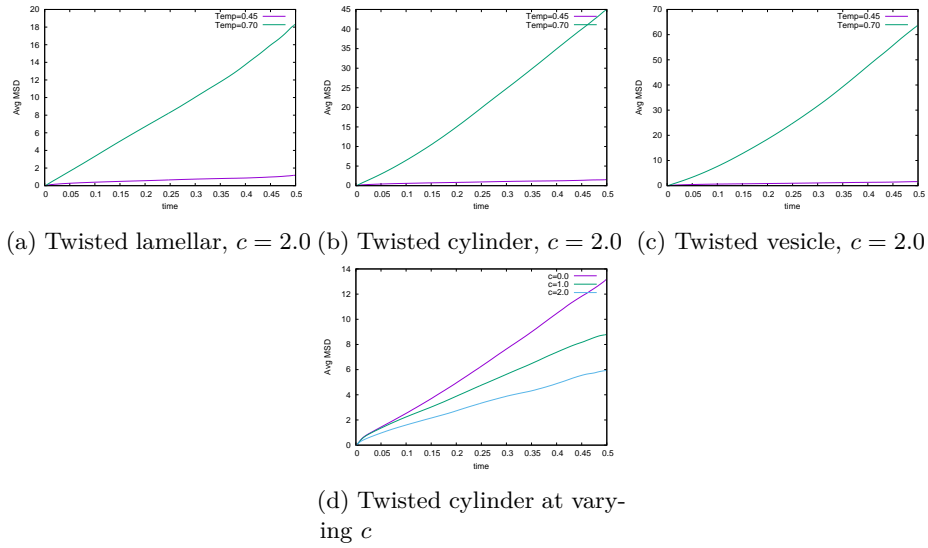 20
18
16
14
12
10
8
6
4
2
0
Avg MSD
0 0.05 0.1 0.15 0.2 0.25 0.3 0.35 0.4 0.45 0.5
time
Temp=0.45
Temp=0.70
(a) Twisted lamellar, c = 2.0
45
40
35
30
25
20
15
10
5
0
Avg MSD
0 0.05 0.1 0.15 0.2 0.25 0.3 0.35 0.4 0.45 0.5
time
Temp=0.45
Temp=0.70
(b) Twisted cylinder, c = 2.0
70
60
50
40
30
20
10
0
Avg MSD
0 0.05 0.1 0.15 0.2 0.25 0.3 0.35 0.4 0.45 0.5
time
Temp=0.45
Temp=0.70
(c) Twisted vesicle, c = 2.0
14
12
10
8
6
4
2
0
Avg MSD
0 0.05 0.1 0.15 0.2 0.25 0.3 0.35 0.4 0.45 0.5
time
c=0.0
c=1.0
c=2.0
(d) Twisted cylinder at vary-
ing c